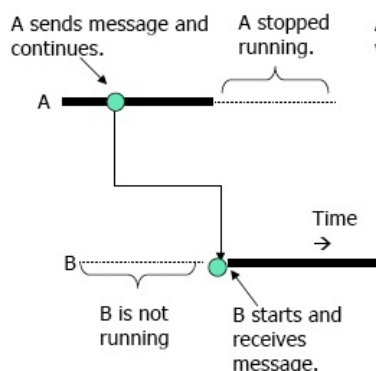 A sends message and
continues.
A stopped
running.
A
Time
→
B
B is not
running
B starts and
receives
message.